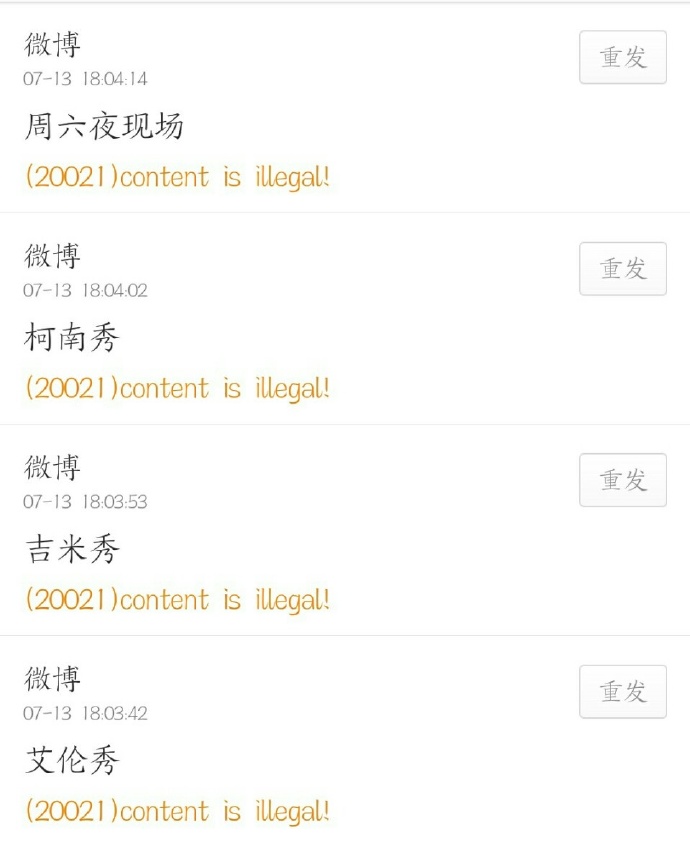 微博
重发
07-13 18:04:14
周六夜现场
(20021)content is illegal!
微博
重发
07-13 18:04:02
柯南秀
(20021)content is illegal!
微博
重发
07-13 18:03:53
吉米秀
(20021)content is illegal!
微博
重发
07-13 18:03:42
艾伦秀
(20021)content is illegal!